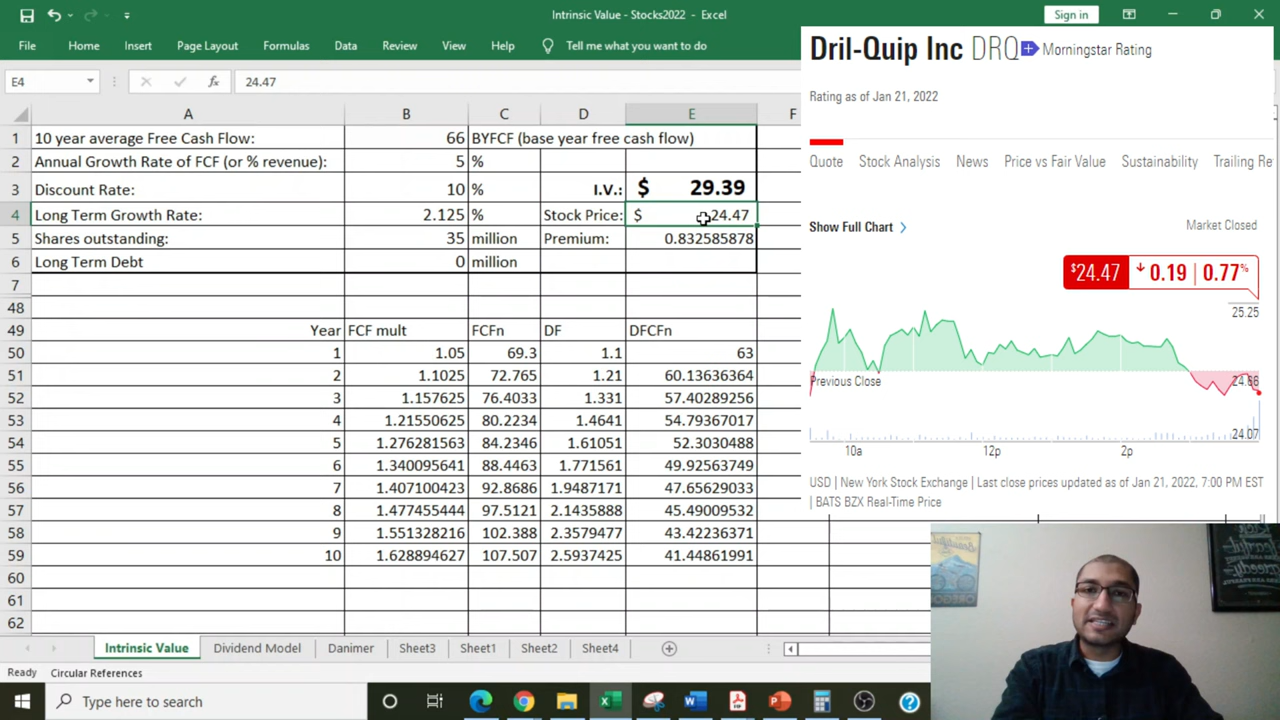 Intrinsic Value - Stocks2022 - Excel
Sign in
File Home Insert Page Layout Formulas Data Review View Help Tell me what you want to do
E4 fx 24.47
A B C D E F
1 10 year average Free Cash Flow: 66 BYFCF (base year free cash flow)
2 Annual Growth Rate of FCF (or % revenue): 5 %
3 Discount Rate: 10 % I.V.: $ 29.39
4 Long Term Growth Rate: 2.125 % Stock Price: $ 24.47
5 Shares outstanding: 35 million Premium: 0.832585878
6 Long Term Debt 0 million
7
48
49 Year FCF mult FCFn DF DFCFn
50 1 1.05 69.3 1.1 63
51 2 1.1025 72.765 1.21 60.13636364
52 3 1.157625 76.4033 1.331 57.40289256
53 4 1.21550625 80.2234 1.4641 54.79367017
54 5 1.276281563 84.2346 1.61051 52.3030488
55 6 1.340095641 88.4463 1.771561 49.92563749
56 7 1.407100423 92.8686 1.9487171 47.65629033
57 8 1.477455444 97.5121 2.1435888 45.49009532
58 9 1.551328216 102.388 2.3579477 43.42236371
59 10 1.628894627 107.507 2.5937425 41.44861991
60
61
62
Intrinsic Value Dividend Model Danimer Sheet3 Sheet1 Sheet2 Sheet4
Ready Circular References
Type here to search
Dril-Quip Inc DRQ Morningstar Rating
Rating as of Jan 21, 2022
Quote Stock Analysis News Price vs Fair Value Sustainability Trailing Re
Show Full Chart
Market Closed
$24.47 0.19 | 0.77%
25.25
Previous Close
24.07
10a 12p 2p
USD | New York Stock Exchange | Last close prices updated as of Jan 21, 2022, 7:00 PM EST
| BATS BZX Real-Time Price
OREGON